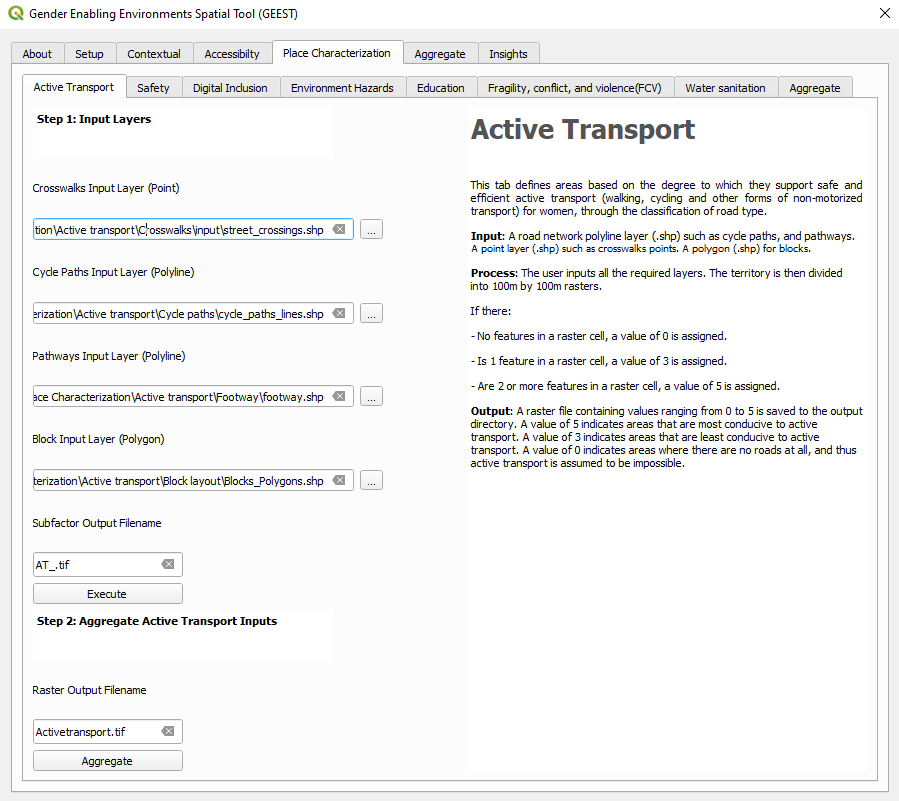 Gender Enabling Environments Spatial Tool (GEEST)
About Setup Contextual Accessibilty Place Characterization Aggregate Insights
Active Transport Safety Digital Inclusion Environment Hazards Education Fragility, conflict, and violence(FCV) Water sanitation Aggregate
Step 1: Input Layers
Crosswalks Input Layer (Point)
tion\Active transport\Crosswalks\input\street_crossings.shp
...
Cycle Paths Input Layer (Polyline)
erization\Active transport\Cycle paths\cycle_paths_lines.shp
...
Pathways Input Layer (Polyline)
ace Characterization\Active transport\Footway\footway.shp
...
Block Input Layer (Polygon)
terization\Active transport\Block layout\Blocks_Polygons.shp
...
Subfactor Output Filename
AT_.tif
Execute
Step 2: Aggregate Active Transport Inputs
Raster Output Filename
Activetransport.tif
Aggregate
Active Transport
This tab defines areas based on the degree to which they support safe and
efficient active transport (walking, cycling and other forms of non-motorized
transport) for women, through the classification of road type.
Input: A road network polyline layer (.shp) such as cycle paths, and pathways.
A point layer (.shp) such as crosswalks points. A polygon (.shp) for blocks.
Process: The user inputs all the required layers. The territory is then divided
into 100m by 100m rasters.
If there:
- No features in a raster cell, a value of 0 is assigned.
- Is 1 feature in a raster cell, a value of 3 is assigned.
- Are 2 or more features in a raster cell, a value of 5 is assigned.
Output: A raster file containing values ranging from 0 to 5 is saved to the output
directory. A value of 5 indicates areas that are most conducive to active
transport. A value of 3 indicates areas that are least conducive to active
transport. A value of 0 indicates areas where there are no roads at all, and thus
active transport is assumed to be impossible.